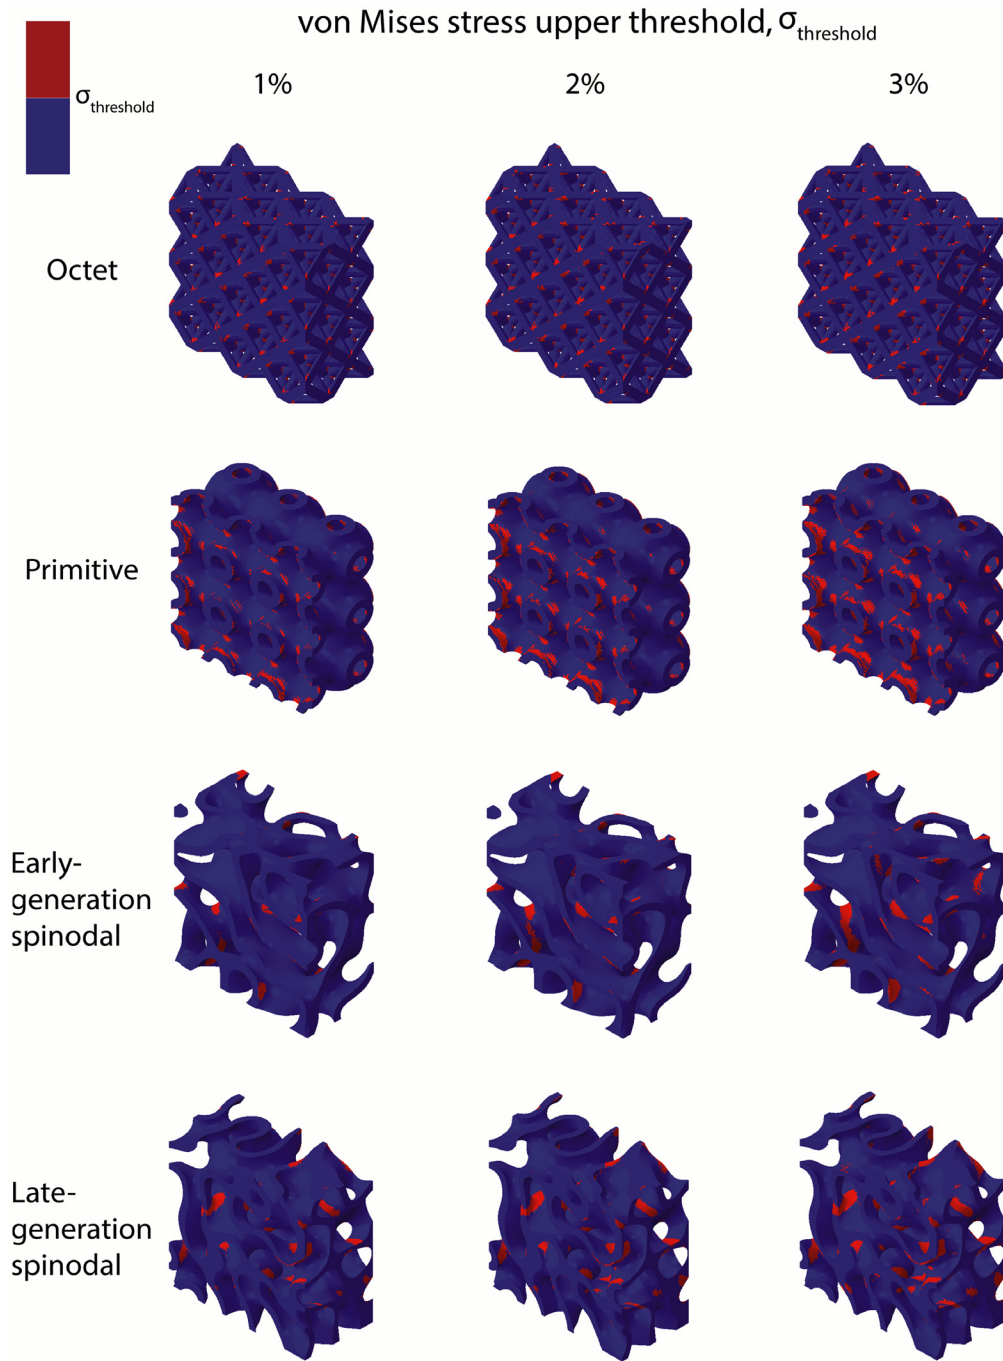 von Mises stress upper threshold, σthreshold
σthreshold
1% 2% 3%
Octet
Primitive
Early-
generation
spinodal
Late-
generation
spinodal